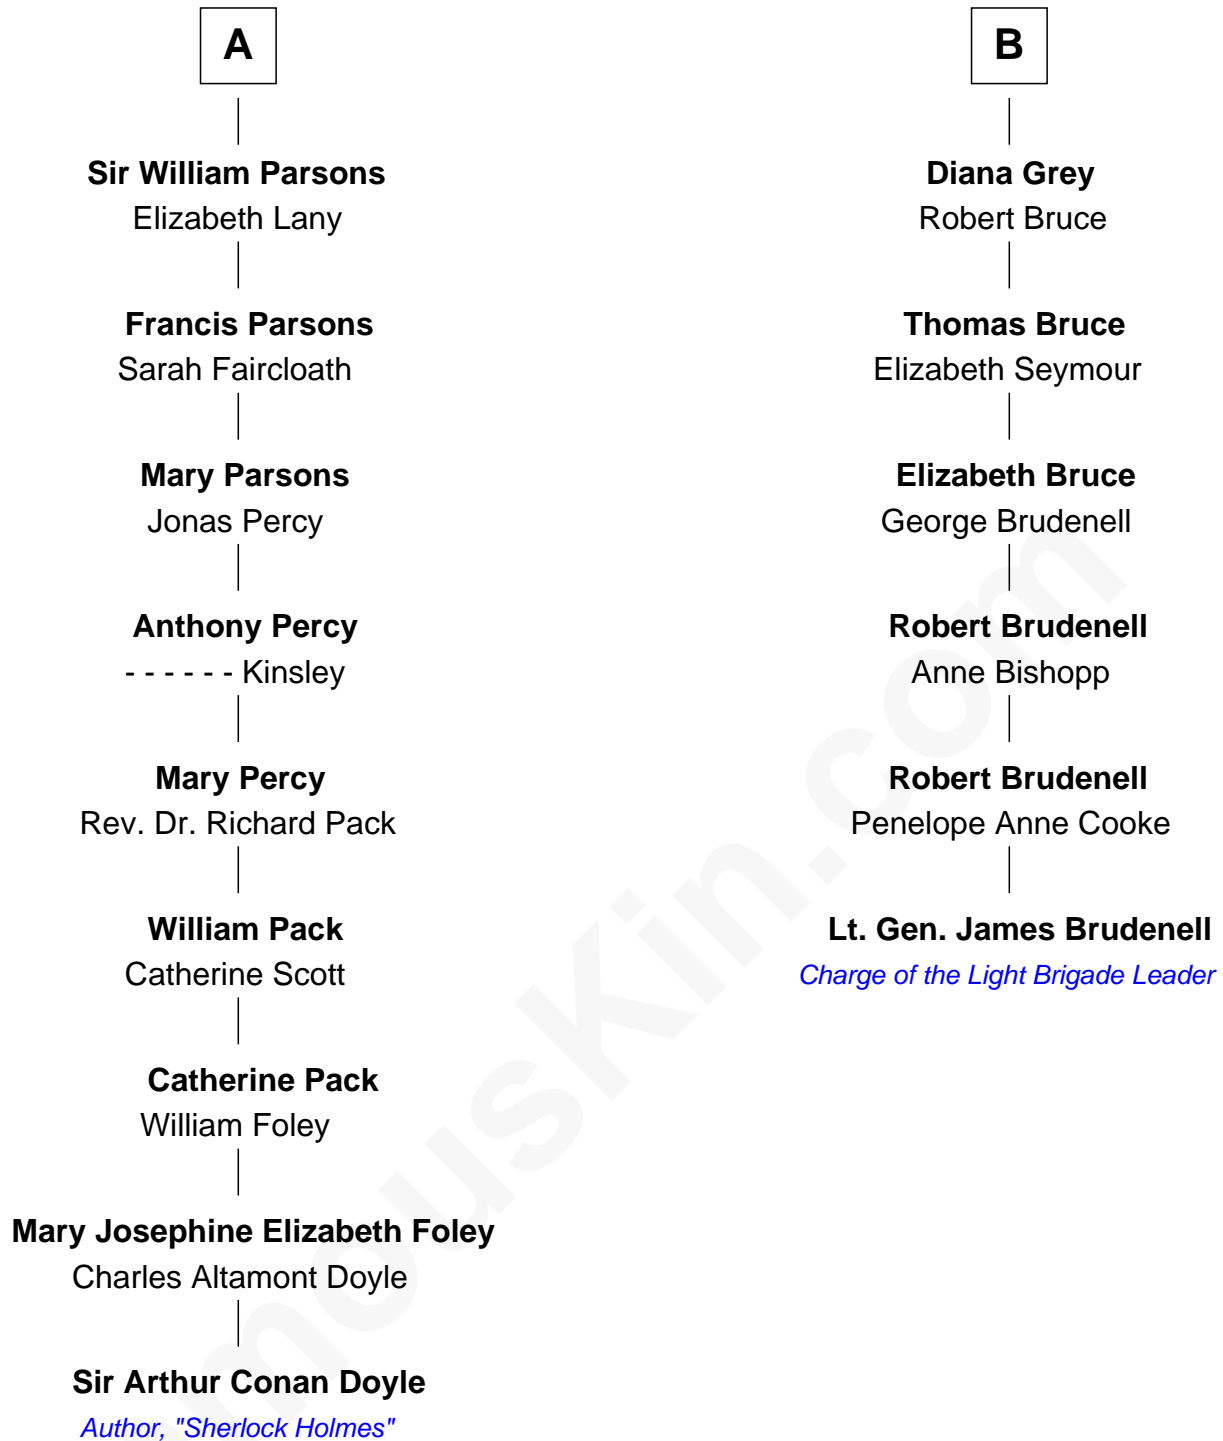 A
Sir William Parsons
Elizabeth Lany
Francis Parsons
Sarah Faircloath
Mary Parsons
Jonas Percy
Anthony Percy
- - - - - - Kinsley
Mary Percy
Rev. Dr. Richard Pack
William Pack
Catherine Scott
Catherine Pack
William Foley
Mary Josephine Elizabeth Foley
Charles Altamont Doyle
Sir Arthur Conan Doyle
Author, "Sherlock Holmes"
B
Diana Grey
Robert Bruce
Thomas Bruce
Elizabeth Seymour
Elizabeth Bruce
George Brudenell
Robert Brudenell
Anne Bishopp
Robert Brudenell
Penelope Anne Cooke
Lt. Gen. James Brudenell
Charge of the Light Brigade Leader
mouskin.com